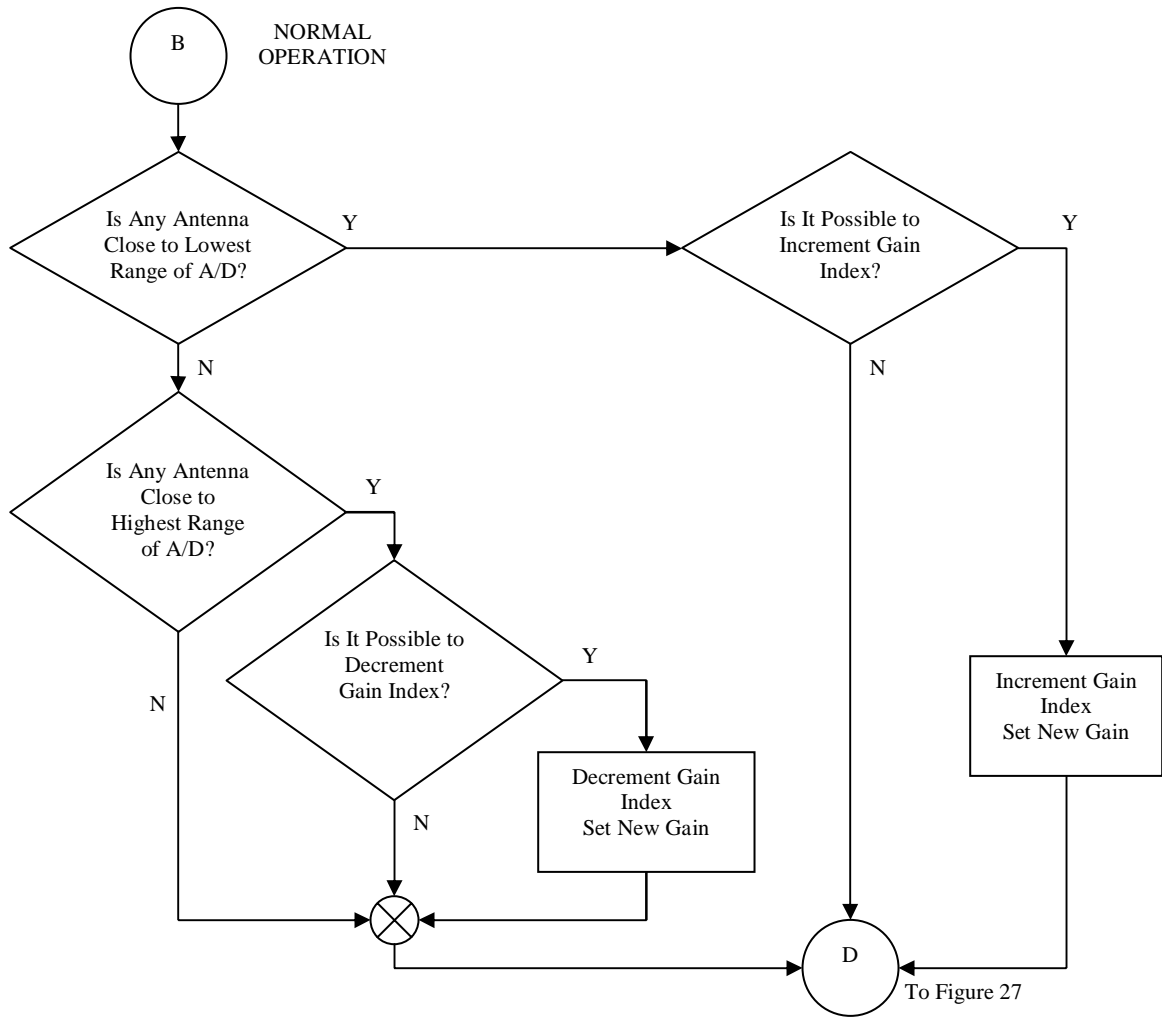 B
NORMAL
OPERATION
Is Any Antenna
Close to Lowest
Range of A/D?
Y
N
Is It Possible to
Increment Gain
Index?
Y
N
Is Any Antenna
Close to
Highest Range
of A/D?
Y
N
Is It Possible to
Decrement
Gain Index?
Y
N
Increment Gain
Index
Set New Gain
Decrement Gain
Index
Set New Gain
D
To Figure 27